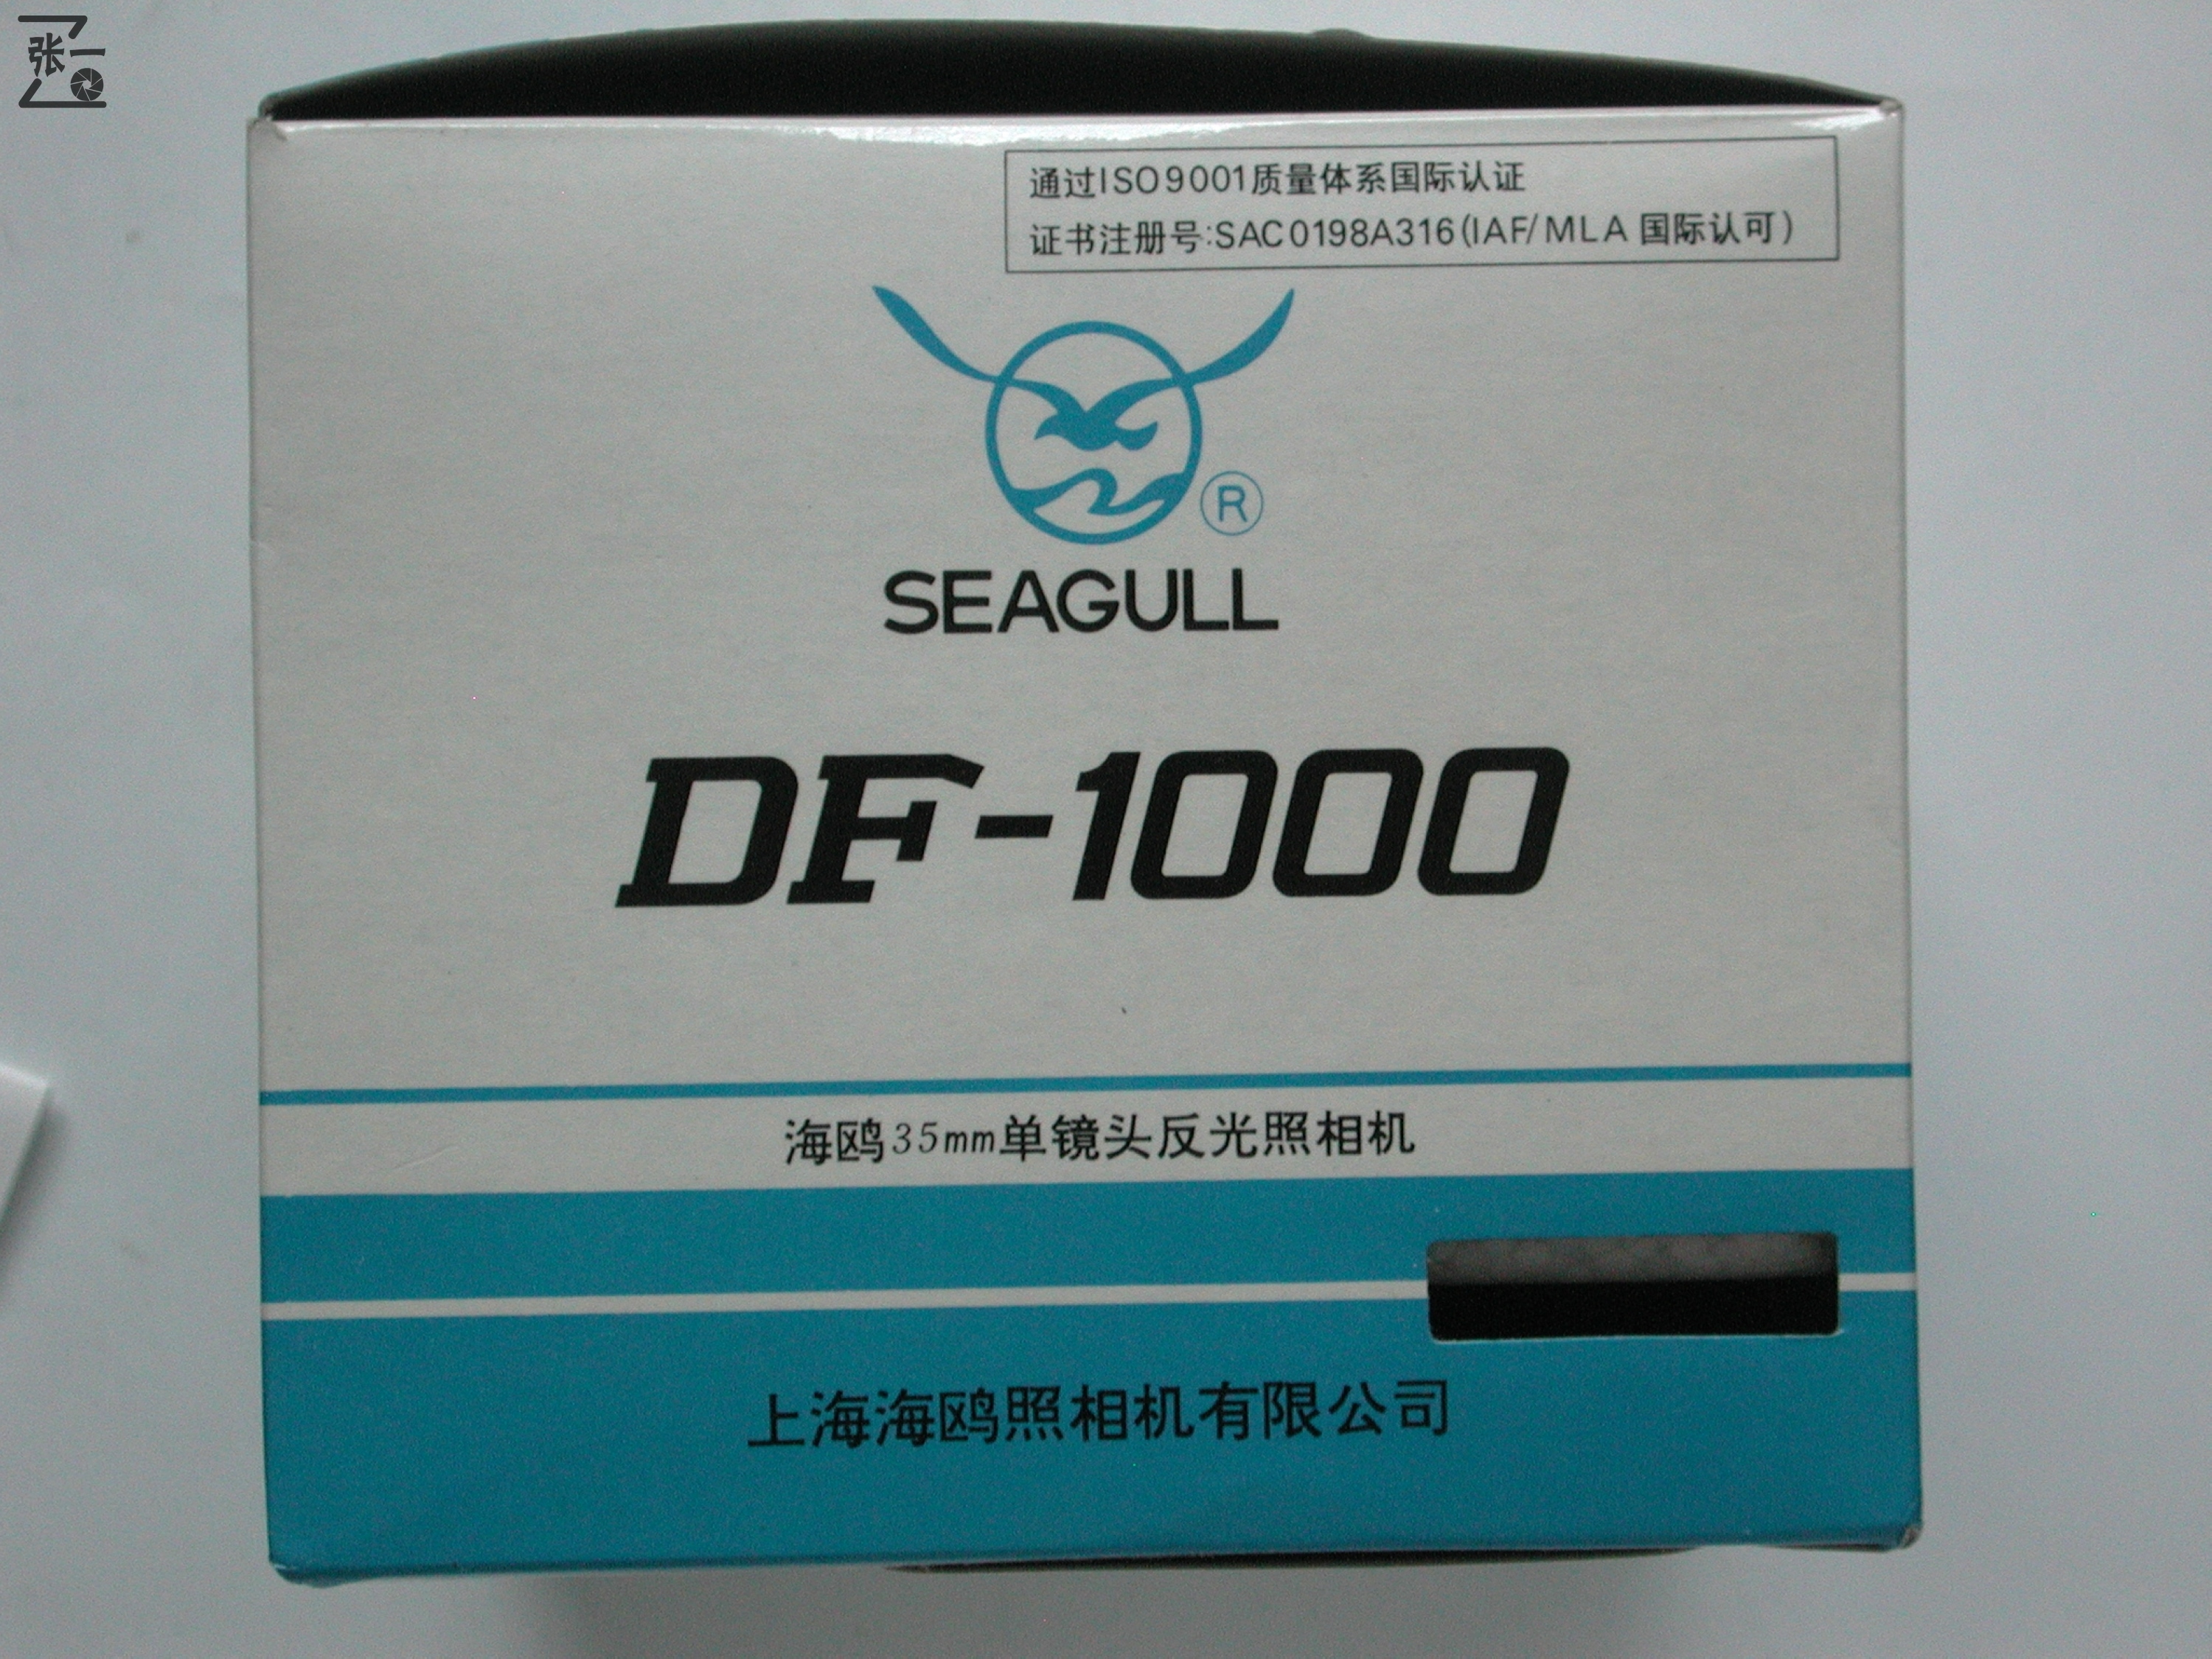 张一
通过ISO9001质量体系国际认证
证书注册号:SAC0198A316(IAF/MLA 国际认可)
®
SEAGULL
DF-1000
海鸥35mm单镜头反光照相机
上海海鸥照相机有限公司